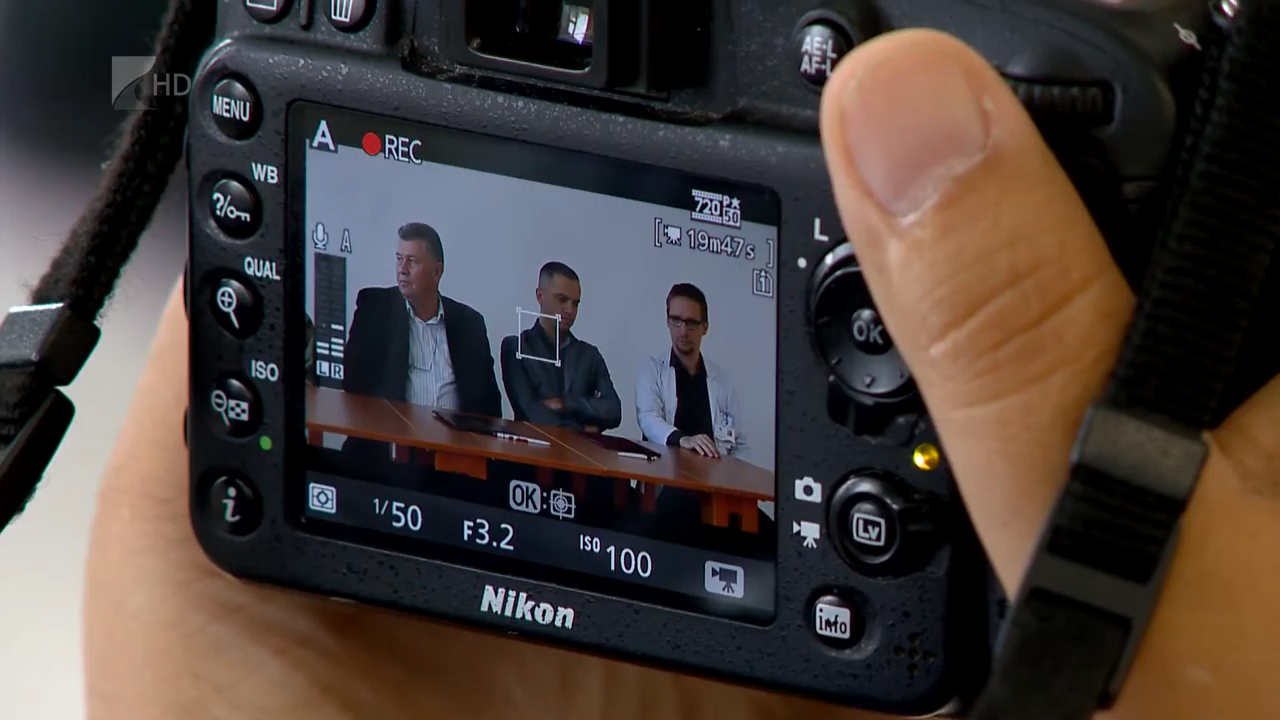 HD
AE-L
AF-L
MENU
A
REC
WB
?/
720 P★
50
L
[19m47s]
A
QUAL
OK
L R
ISO
OK:
1/50
F3.2
ISO 100
i
Lv
Nikon
info